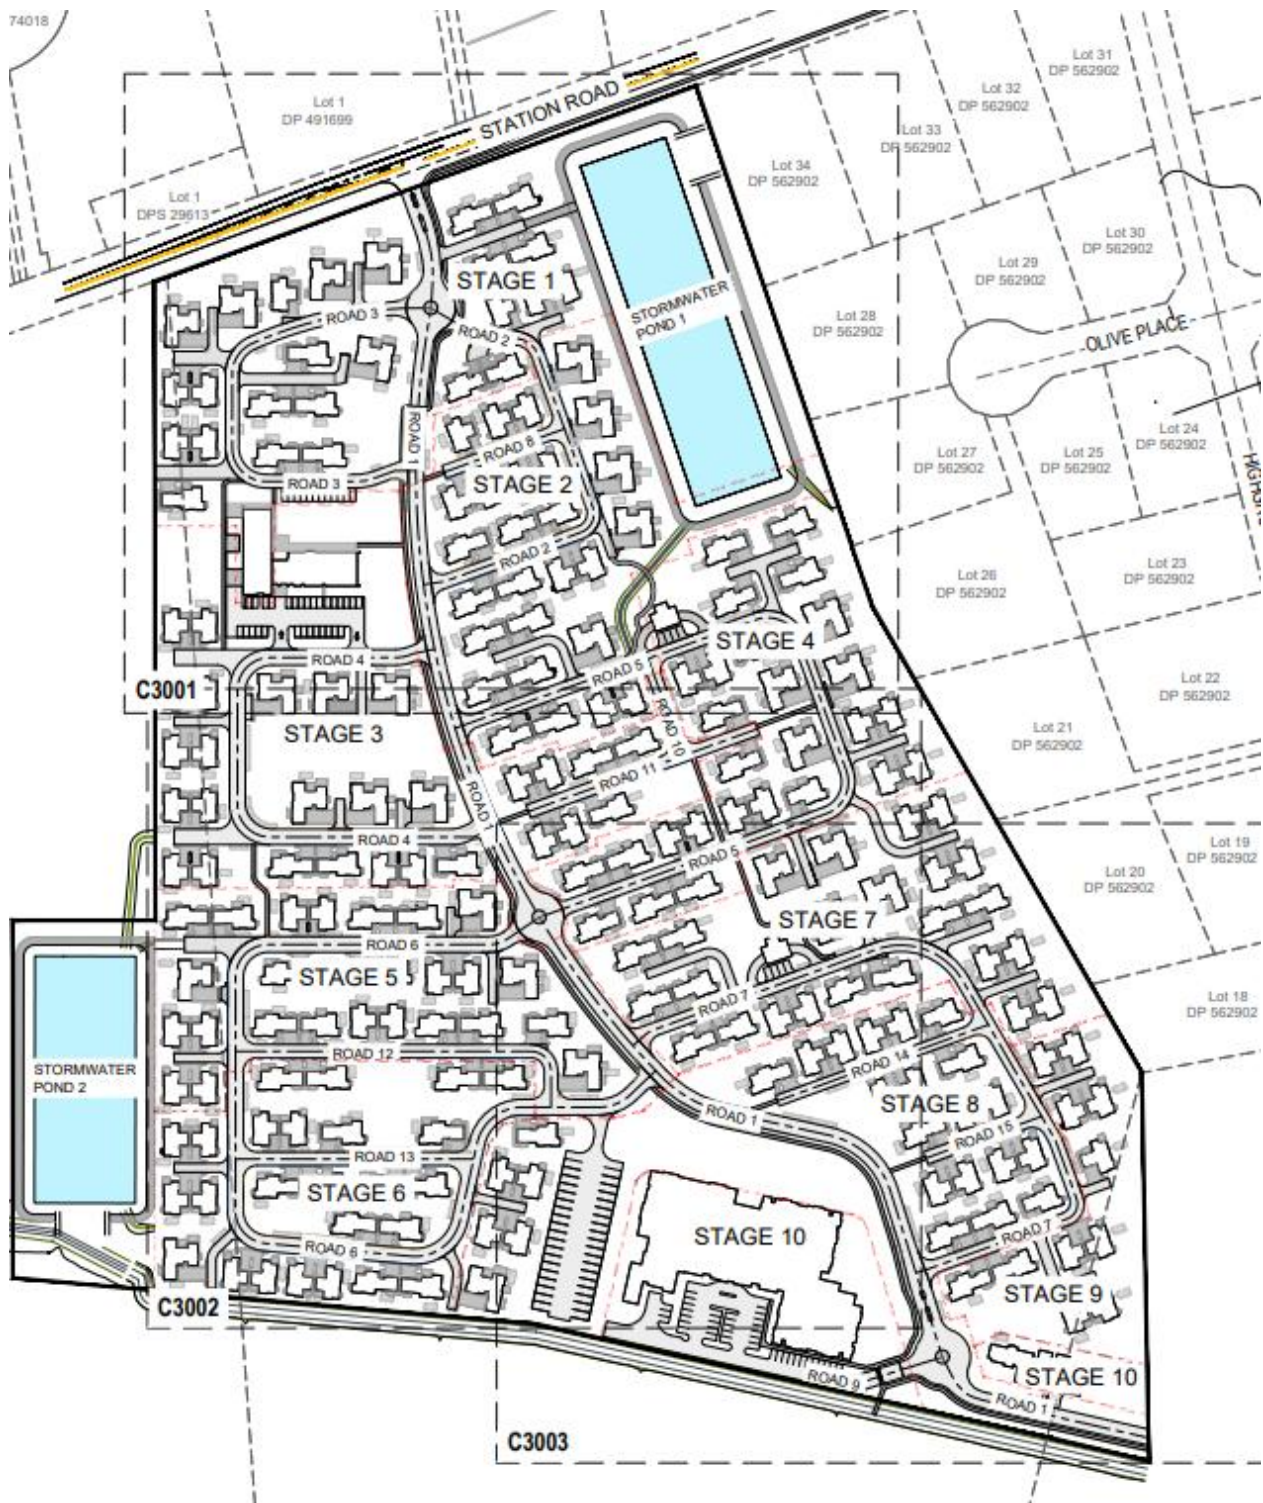 74018
Lot 1
DP 491699
STATION ROAD
Lot 31
DP 562902
Lot 32
DP 562902
Lot 33
DP 562902
Lot 34
DP 562902
Lot 1
DPS 29613
Lot 30
DP 562902
Lot 29
DP 562902
STAGE 1
ROAD 3
ROAD 2
STORMWATER
POND 1
Lot 28
DP 562902
OLIVE PLACE
ROAD 1
ROAD 8
Lot 24
DP 562902
Lot 25
DP 562902
Lot 27
DP 562902
ROAD 3
STAGE 2
ROAD 2
Lot 23
DP 562902
Lot 26
DP 562902
STAGE 4
ROAD 4
ROAD 5
C3001
Lot 22
DP 562902
STAGE 3
ROAD 10
Lot 21
DP 562902
ROAD 11
ROAD 1
ROAD 4
ROAD 5
Lot 19
DP 562902
Lot 20
DP 562902
STAGE 7
ROAD 6
STAGE 5
ROAD 7
Lot 18
DP 562902
ROAD 12
STORMWATER
POND 2
ROAD 14
STAGE 8
ROAD 1
ROAD 15
ROAD 13
STAGE 6
ROAD 6
STAGE 10
ROAD 7
STAGE 9
C3002
STAGE 10
ROAD 9
ROAD 1
C3003